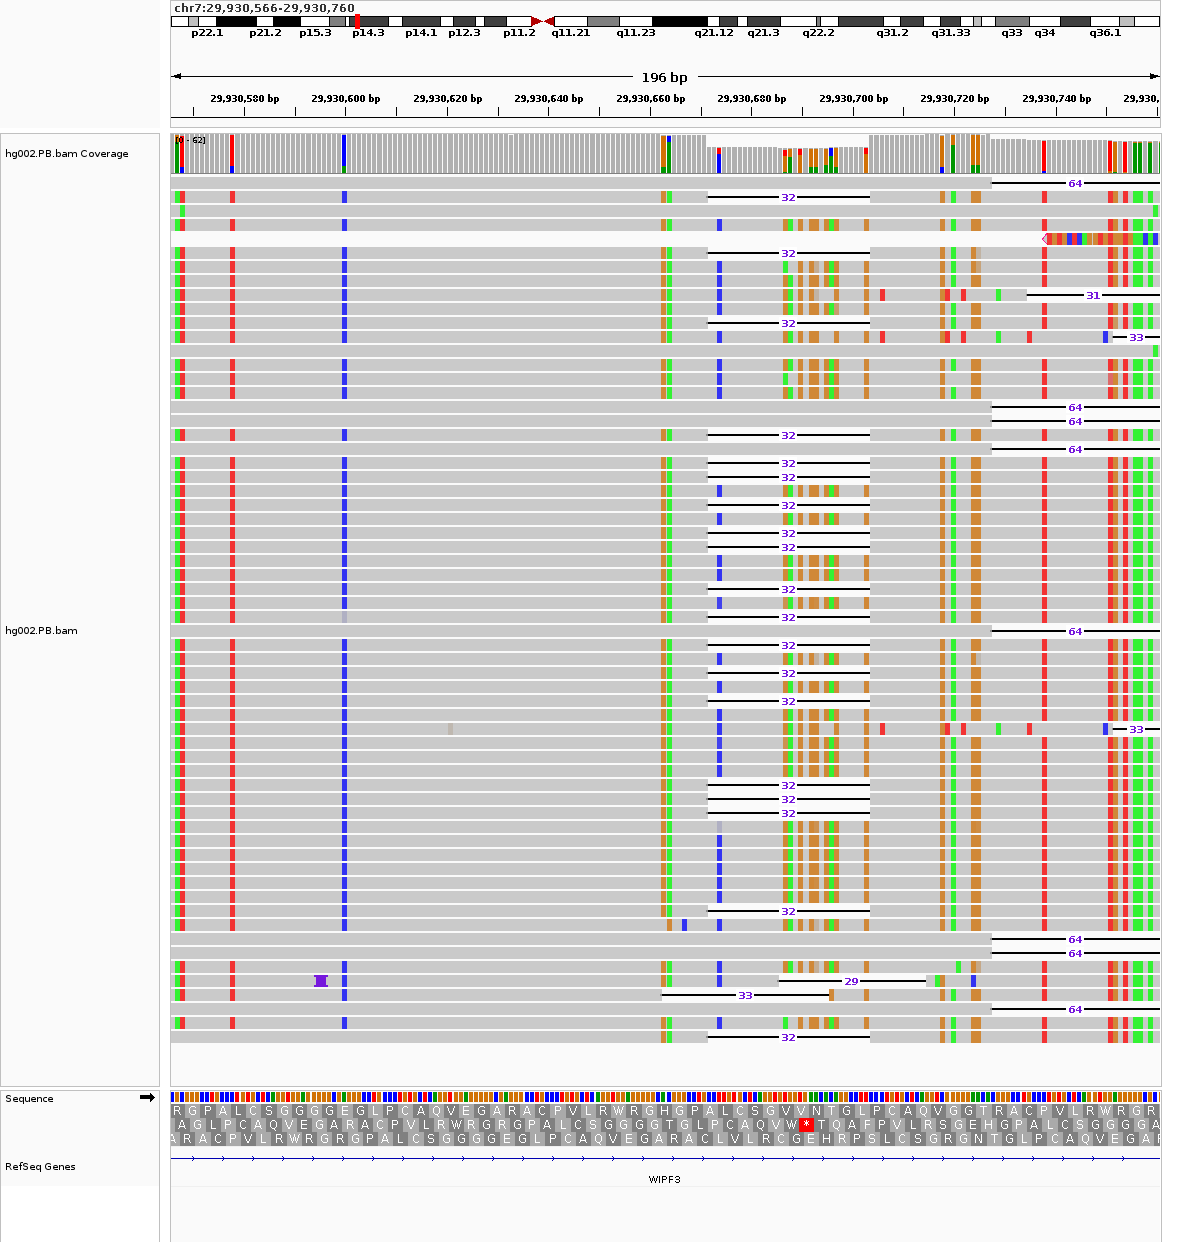 chr7:29,930,566-29,930,760
p22.1 p21.2 p15.3 p14.3 p14.1 p12.3 p11.2 q11.21 q11.23 q21.12 q21.3 q22.2 q31.2 q31.33 q33 q34 q36.1
196 bp
29,930,580 bp 29,930,600 bp 29,930,620 bp 29,930,640 bp 29,930,660 bp 29,930,680 bp 29,930,700 bp 29,930,720 bp 29,930,740 bp 29,930,
hg002.PB.bam Coverage
[0 - 62]
64
32
32
31
32
33
64
64
32
64
32
32
32
32
32
32
32
64
32
32
32
33
32
32
32
32
64
64
29
33
64
32
hg002.PB.bam
Sequence
R G P A L C S G G G G E G L P C A Q V E G A R A C P V L R W R G H G P A L C S G V V N T G L P C A Q V G G T R A C P V L R W R G R
A G L P C A Q V E G A R A C P V L R W R G R G P A L C S G G G G T G L P C A Q V W * T Q A F P V L R S G E H G P A L C S G G G G
A R A C P V L R W R G R G P A L C S G G G G E G L P C A Q V E G A R A C L V L R C G E H R P S L C S G R G N T G L P C A Q V E G A
RefSeq Genes
WIPF3